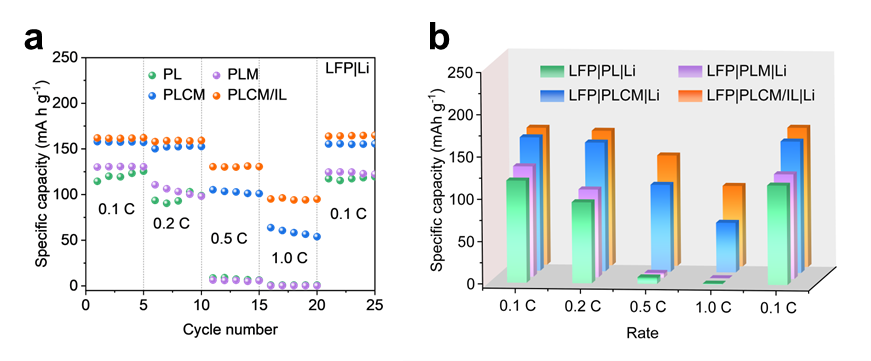 a
LFP|Li
PL PLM
PLCM PLCM/IL
250
200
150
100
50
0
Specific capacity (mA h g⁻¹)
0.1 C
0.2 C
0.5 C
1.0 C
0.1 C
0 5 10 15 20 25
Cycle number
b
LFP|PL|Li LFP|PLM|Li
LFP|PLCM|Li LFP|PLCM/IL|Li
250
200
150
100
50
0
Specific capacity (mAh g⁻¹)
0.1 C 0.2 C 0.5 C 1.0 C 0.1 C
Rate